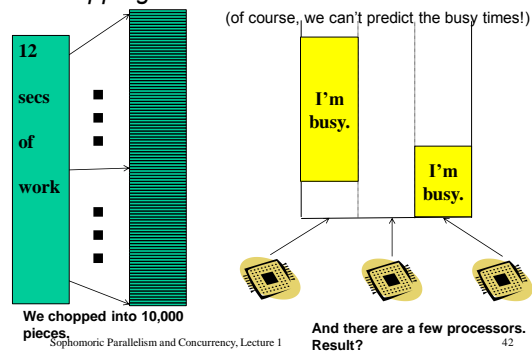 (of course, we can't predict the busy times!)
12
secs
of
work
I'm
busy.
I'm
busy.
We chopped into 10,000
pieces.
And there are a few processors.
Result?
Sophomoric Parallelism and Concurrency, Lecture 1
42